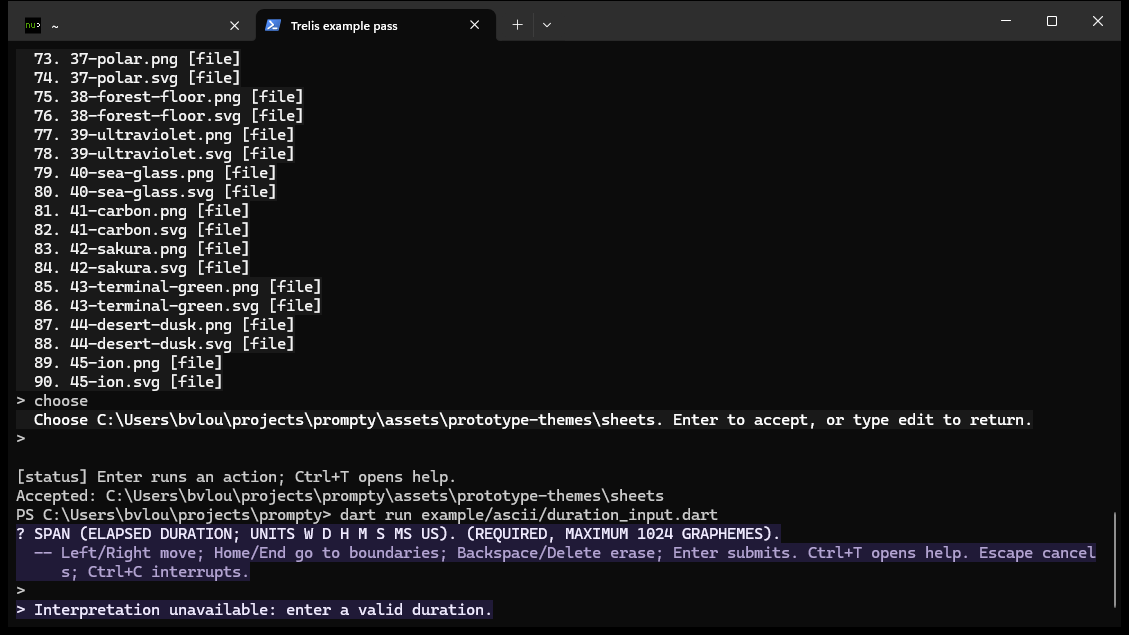 nu> ~
Trelis example pass
73. 37-polar.png [file]
74. 37-polar.svg [file]
75. 38-forest-floor.png [file]
76. 38-forest-floor.svg [file]
77. 39-ultraviolet.png [file]
78. 39-ultraviolet.svg [file]
79. 40-sea-glass.png [file]
80. 40-sea-glass.svg [file]
81. 41-carbon.png [file]
82. 41-carbon.svg [file]
83. 42-sakura.png [file]
84. 42-sakura.svg [file]
85. 43-terminal-green.png [file]
86. 43-terminal-green.svg [file]
87. 44-desert-dusk.png [file]
88. 44-desert-dusk.svg [file]
89. 45-ion.png [file]
90. 45-ion.svg [file]
> choose
Choose C:\Users\bvlou\projects\prompty\assets\prototype-themes\sheets. Enter to accept, or type edit to return.
>
[status] Enter runs an action; Ctrl+T opens help.
Accepted: C:\Users\bvlou\projects\prompty\assets\prototype-themes\sheets
PS C:\Users\bvlou\projects\prompty> dart run example/ascii/duration_input.dart
? SPAN (ELAPSED DURATION; UNITS W D H M S MS US). (REQUIRED, MAXIMUM 1024 GRAPHEMES).
-- Left/Right move; Home/End go to boundaries; Backspace/Delete erase; Enter submits. Ctrl+T opens help. Escape cancel
s; Ctrl+C interrupts.
>
> Interpretation unavailable: enter a valid duration.